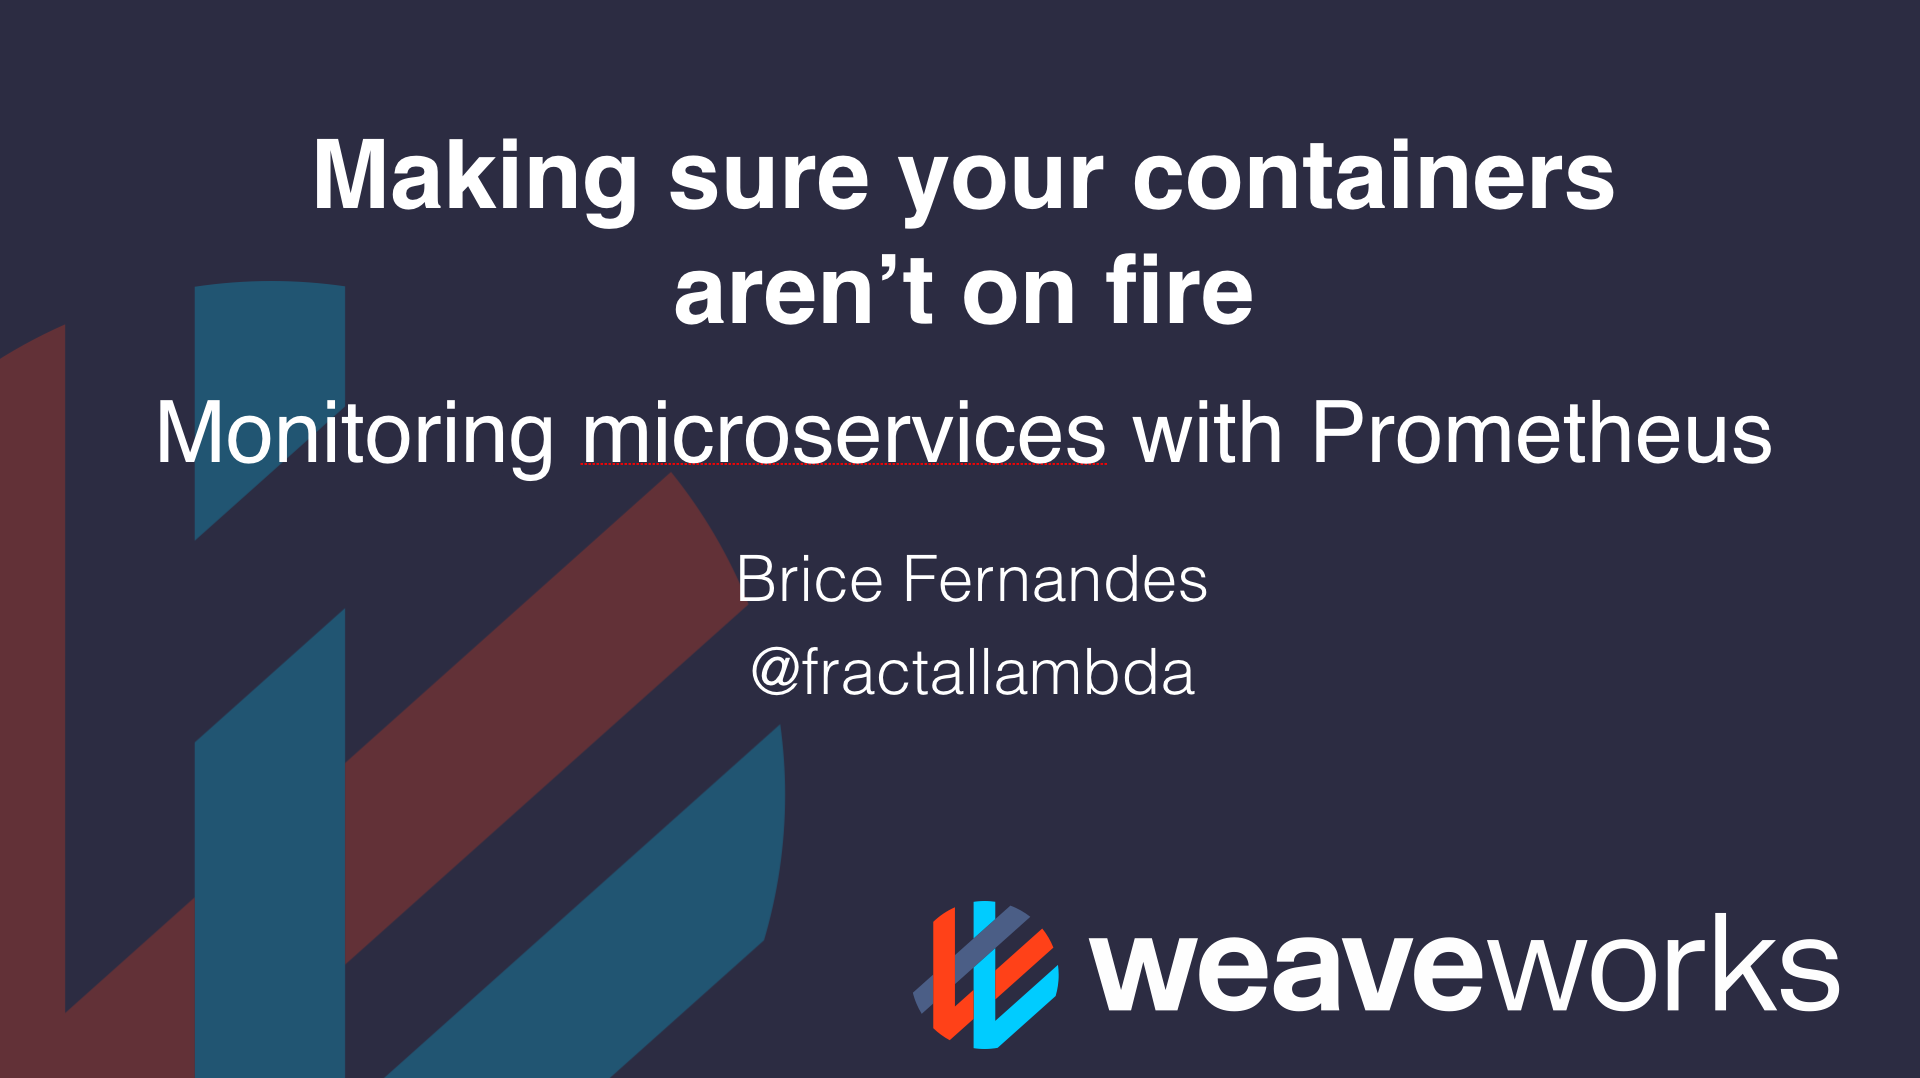 Making sure your containers
aren’t on fire
Monitoring microservices with Prometheus
Brice Fernandes
@fractallambda
weaveworks